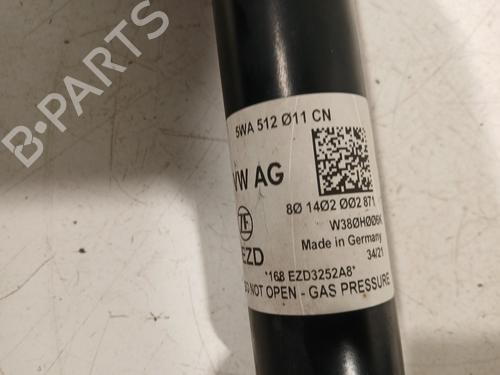 B-PARTS
5WA 512 Ø11 CN
VW AG
8Ø 14Ø2 ØØ2 871
W38ØHØØ6K
ZF
Made in Germany
EZD
34/21
*168 EZD3252A8*
DO NOT OPEN - GAS PRESSURE